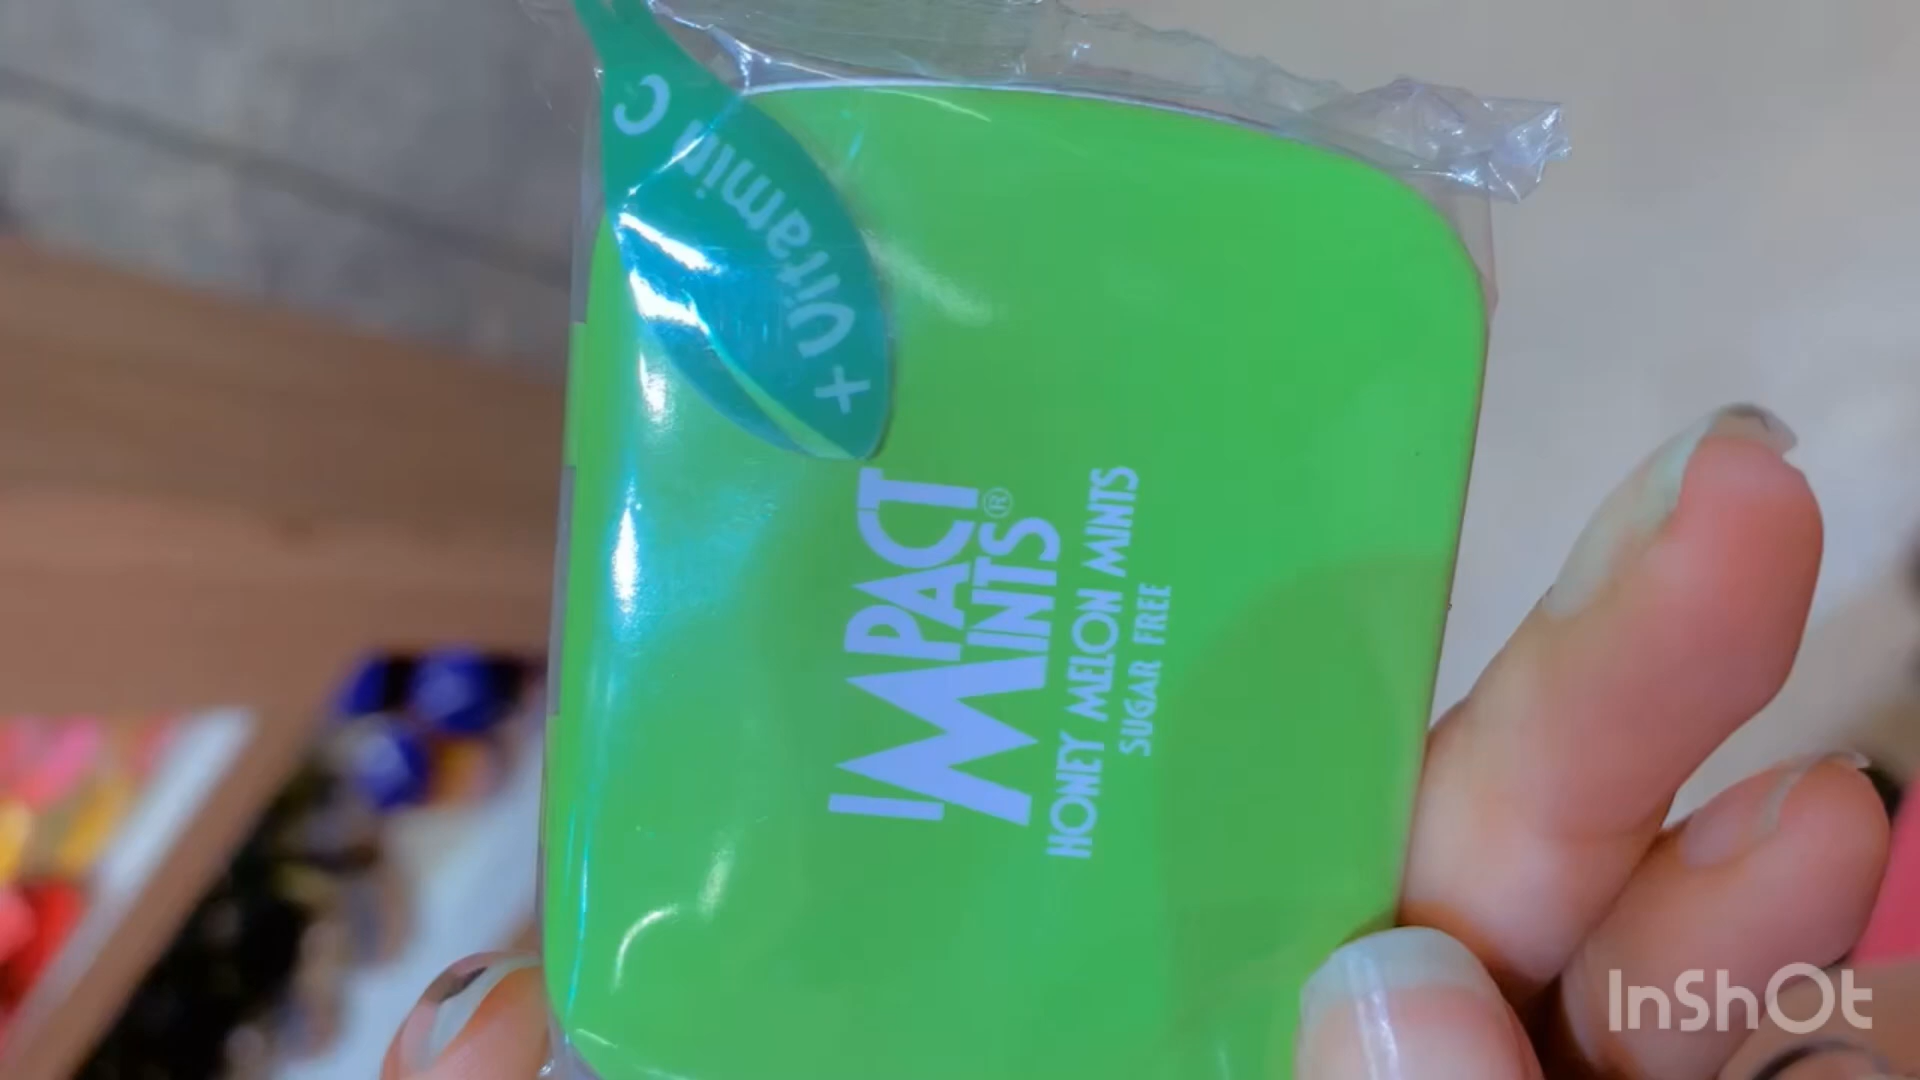 + Vitamin C
IMPACT
MINTS®
HONEY MELON MINTS
SUGAR FREE
InShOt